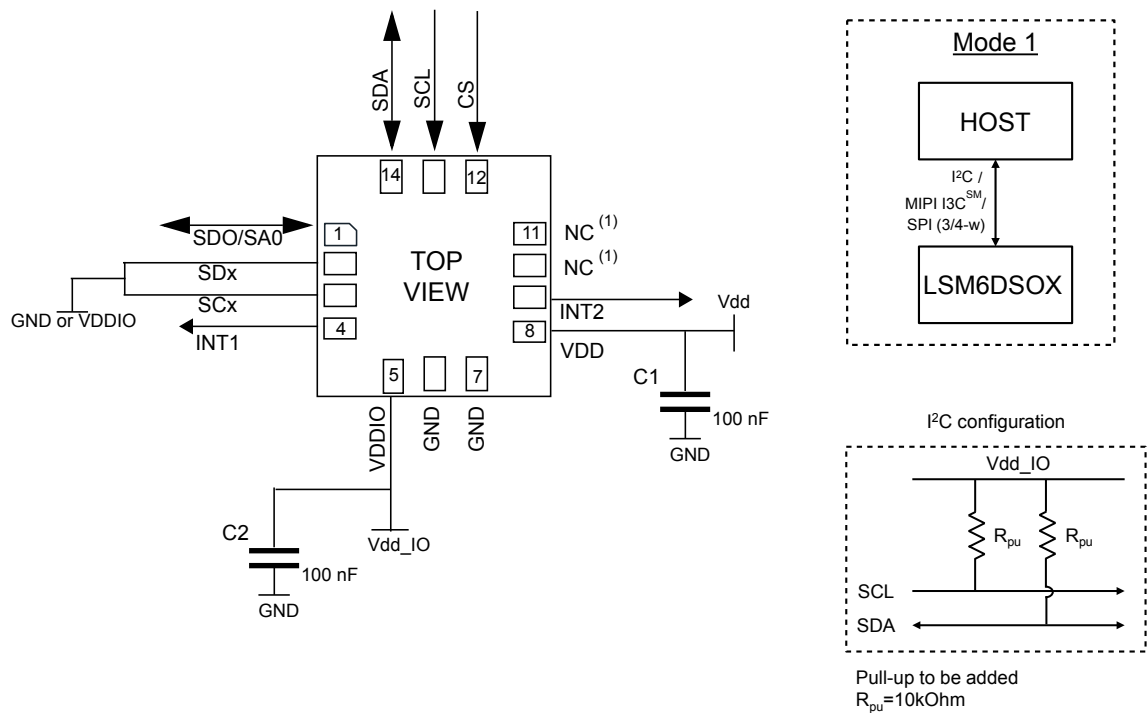 SDA
SCL
CS
14
12
1
11
4
8
5
7
TOP
VIEW
SDO/SA0
SDx
SCx
GND or VDDIO
INT1
NC (1)
NC (1)
INT2
VDD
Vdd
C1
100 nF
GND
VDDIO
GND
GND
C2
100 nF
GND
Vdd_IO
Mode 1
HOST
I²C /
MIPI I3C SM/
SPI (3/4-w)
LSM6DSOX
I²C configuration
Vdd_IO
Rpu
Rpu
SCL
SDA
Pull-up to be added
Rpu=10kOhm